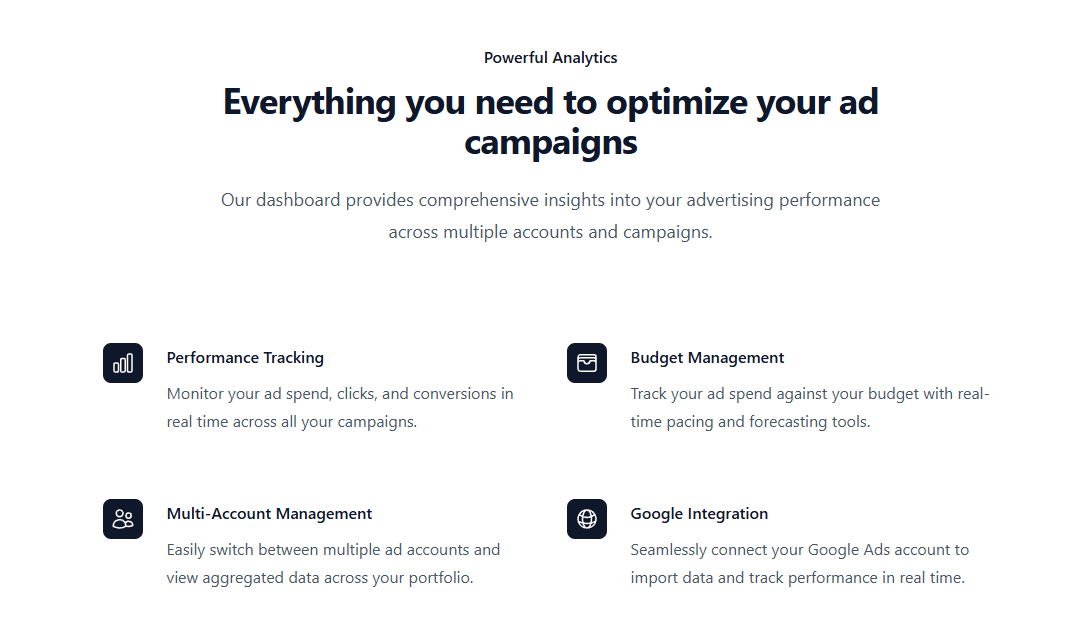 Powerful Analytics
Everything you need to optimize your ad
campaigns
Our dashboard provides comprehensive insights into your advertising performance
across multiple accounts and campaigns.
Performance Tracking
Monitor your ad spend, clicks, and conversions in
real time across all your campaigns.
Budget Management
Track your ad spend against your budget with real-
time pacing and forecasting tools.
Multi-Account Management
Easily switch between multiple ad accounts and
view aggregated data across your portfolio.
Google Integration
Seamlessly connect your Google Ads account to
import data and track performance in real time.